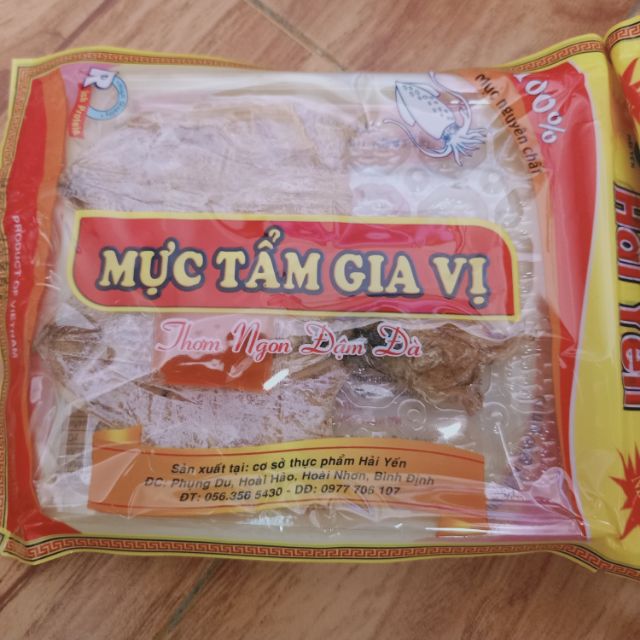 100%
MỰC NGUYÊN CHẤT
MỰC TẨM GIA VỊ
Thơm Ngon Đậm Đà
PRODUCT OF VIETNAM
Sản xuất tại: cơ sở thực phẩm Hải Yến
ĐC: Phụng Du, Hoài Hảo, Hoài Nhơn, Bình Định
ĐT: 056.356 5430 - DĐ: 0977 706 107